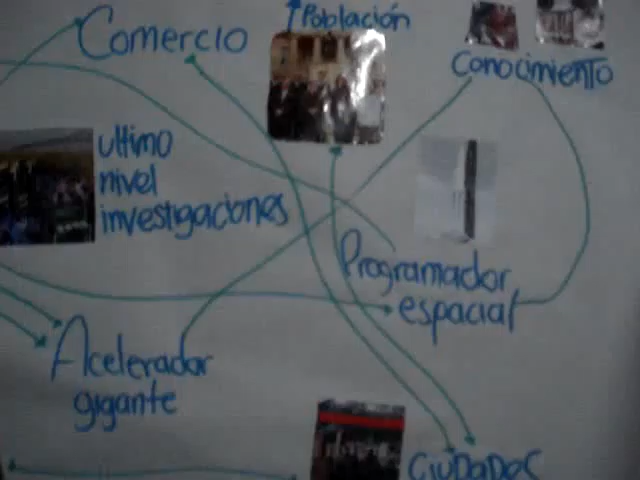 Población
Comercio
Conocimiento
ultimo
nivel
investigaciones
Programador
espacial
Acelerador
gigante
CIUDADES